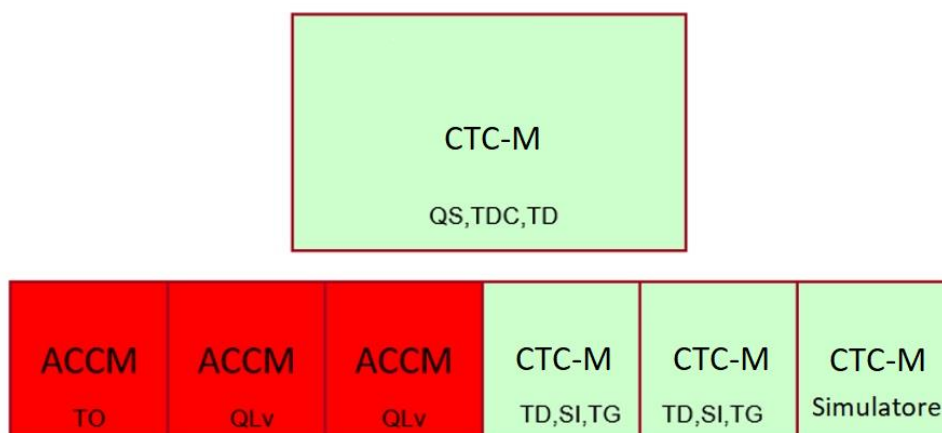 CTC-M
QS,TDC,TD
ACCM ACCM ACCM CTC-M CTC-M CTC-M
TO QLv QLv TD,SI,TG TD,SI,TG Simulatore